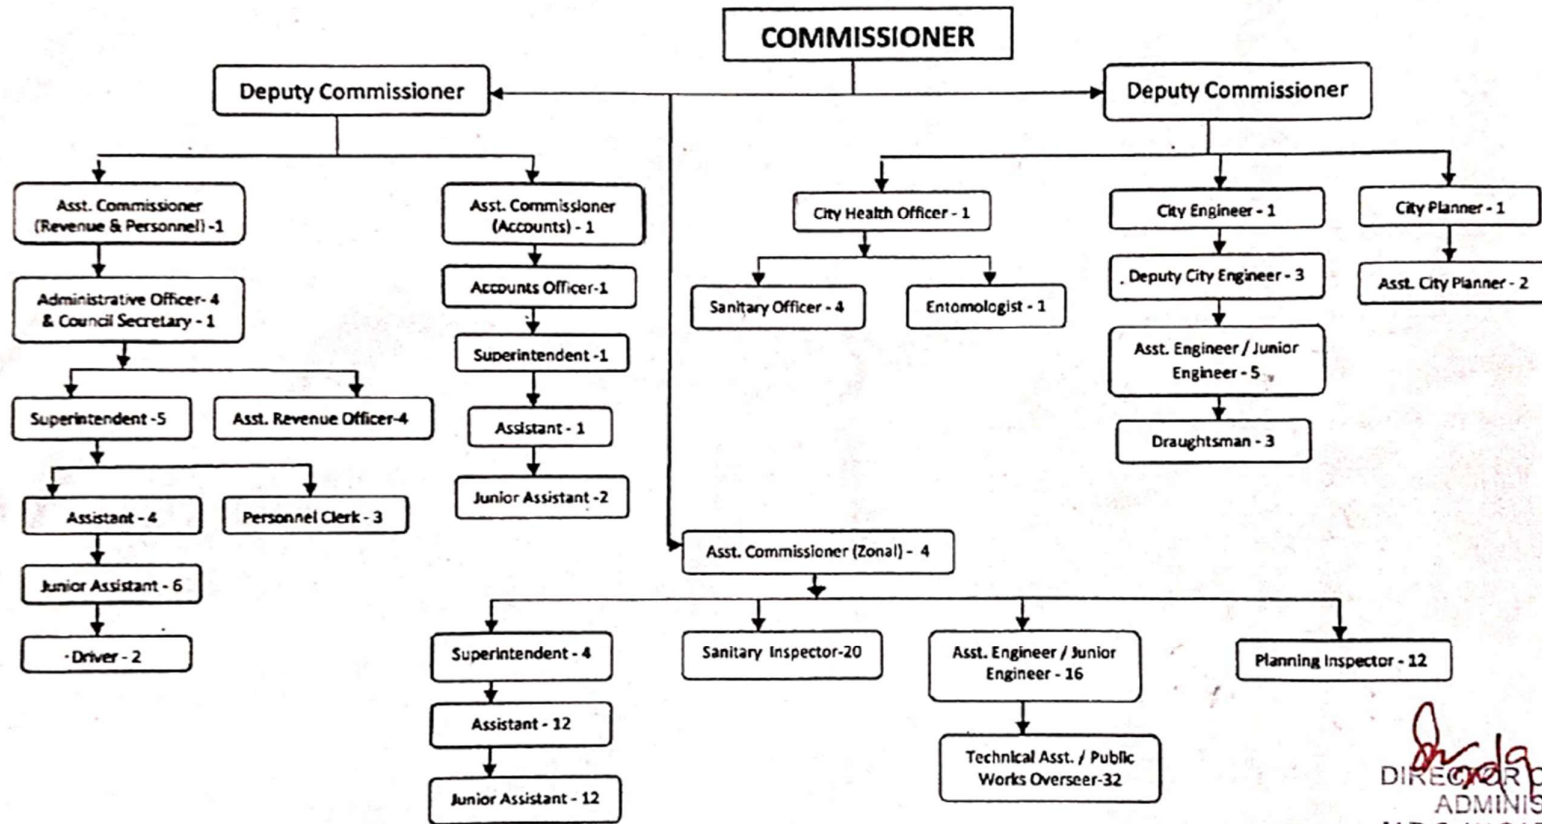 COMMISSIONER
Deputy Commissioner
Deputy Commissioner
Asst. Commissioner
(Revenue & Personnel) -1
Asst. Commissioner
(Accounts) - 1
City Health Officer - 1
City Engineer - 1
City Planner - 1
Administrative Officer- 4
& Council Secretary - 1
Accounts Officer-1
Sanitary Officer - 4
Entomologist - 1
Deputy City Engineer - 3
Asst. City Planner - 2
Superintendent -1
Asst. Engineer / Junior
Engineer - 5
Superintendent -5
Asst. Revenue Officer-4
Assistant - 1
Draughtsman - 3
Assistant - 4
Personnel Clerk - 3
Junior Assistant -2
Asst. Commissioner (Zonal) - 4
Junior Assistant - 6
Driver - 2
Superintendent - 4
Sanitary Inspector-20
Asst. Engineer / Junior
Engineer - 16
Planning Inspector - 12
Assistant - 12
Technical Asst. / Public
Works Overseer-32
Junior Assistant - 12
DIRECTOR
ADMINIS